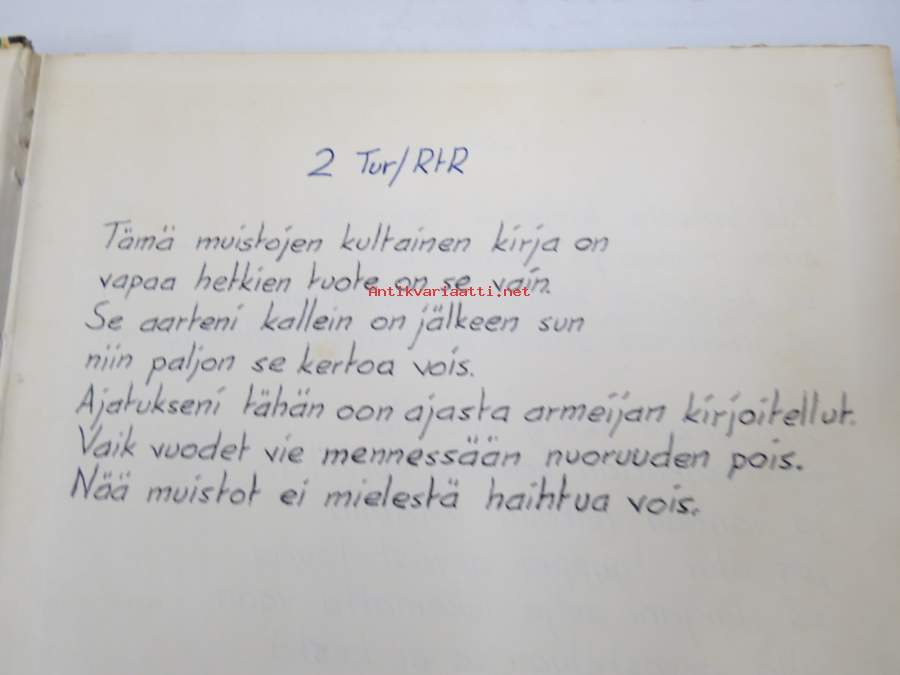 2 Tur/RtR
Tämä muistojen kultainen kirja on
vapaa hetkien tuote on se vain.
Antikvariaatti.net
Se aarteni kallein on jälkeen sun
niin paljon se kertoa vois.
Ajatukseni tähän oon ajasta armeijan kirjoitellut.
Vaik vuodet vie mennessään nuoruuden pois.
Nää muistot ei mielestä haihtua vois.